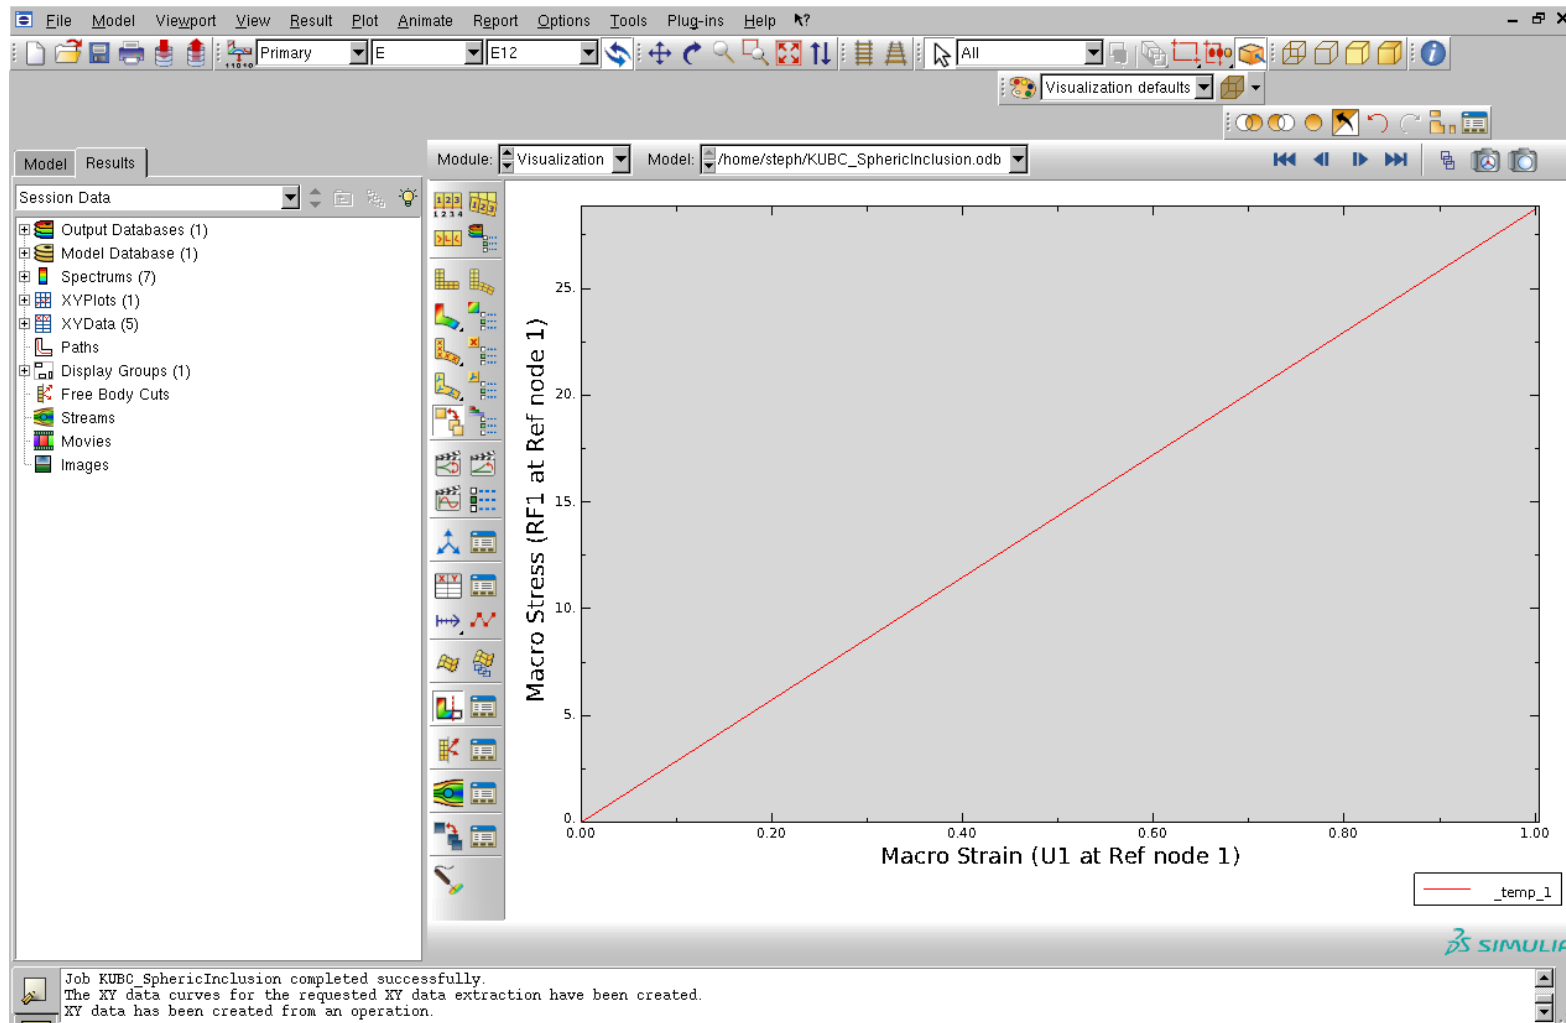 File Model Viewport View Result Plot Animate Report Options Tools Plug-ins Help
Primary E E12 All
Visualization defaults
Model Results
Module: Visualization Model: /home/steph/KUBC_SphericInclusion.odb
Session Data
Output Databases (1)
Model Database (1)
Spectrums (7)
XYPlots (1)
XYData (5)
Paths
Display Groups (1)
Free Body Cuts
Streams
Movies
Images
Macro Stress (RF1 at Ref node 1)
25.
20.
15.
10.
5.
0.
0.00 0.20 0.40 0.60 0.80 1.00
Macro Strain (U1 at Ref node 1)
_temp_1
SIMULIA
Job KUBC_SphericInclusion completed successfully.
The XY data curves for the requested XY data extraction have been created.
XY data has been created from an operation.